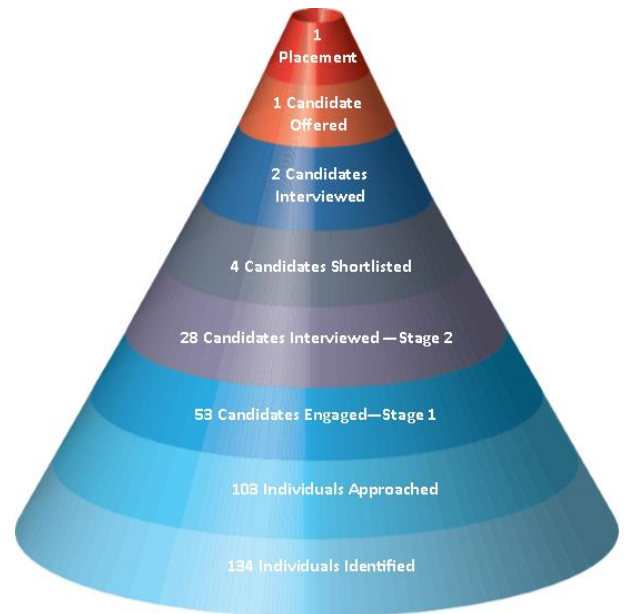 1
Placement
1 Candidate
Offered
2 Candidates
Interviewed
4 Candidates Shortlisted
28 Candidates Interviewed —Stage 2
53 Candidates Engaged—Stage 1
103 Individuals Approached
134 Individuals Identified